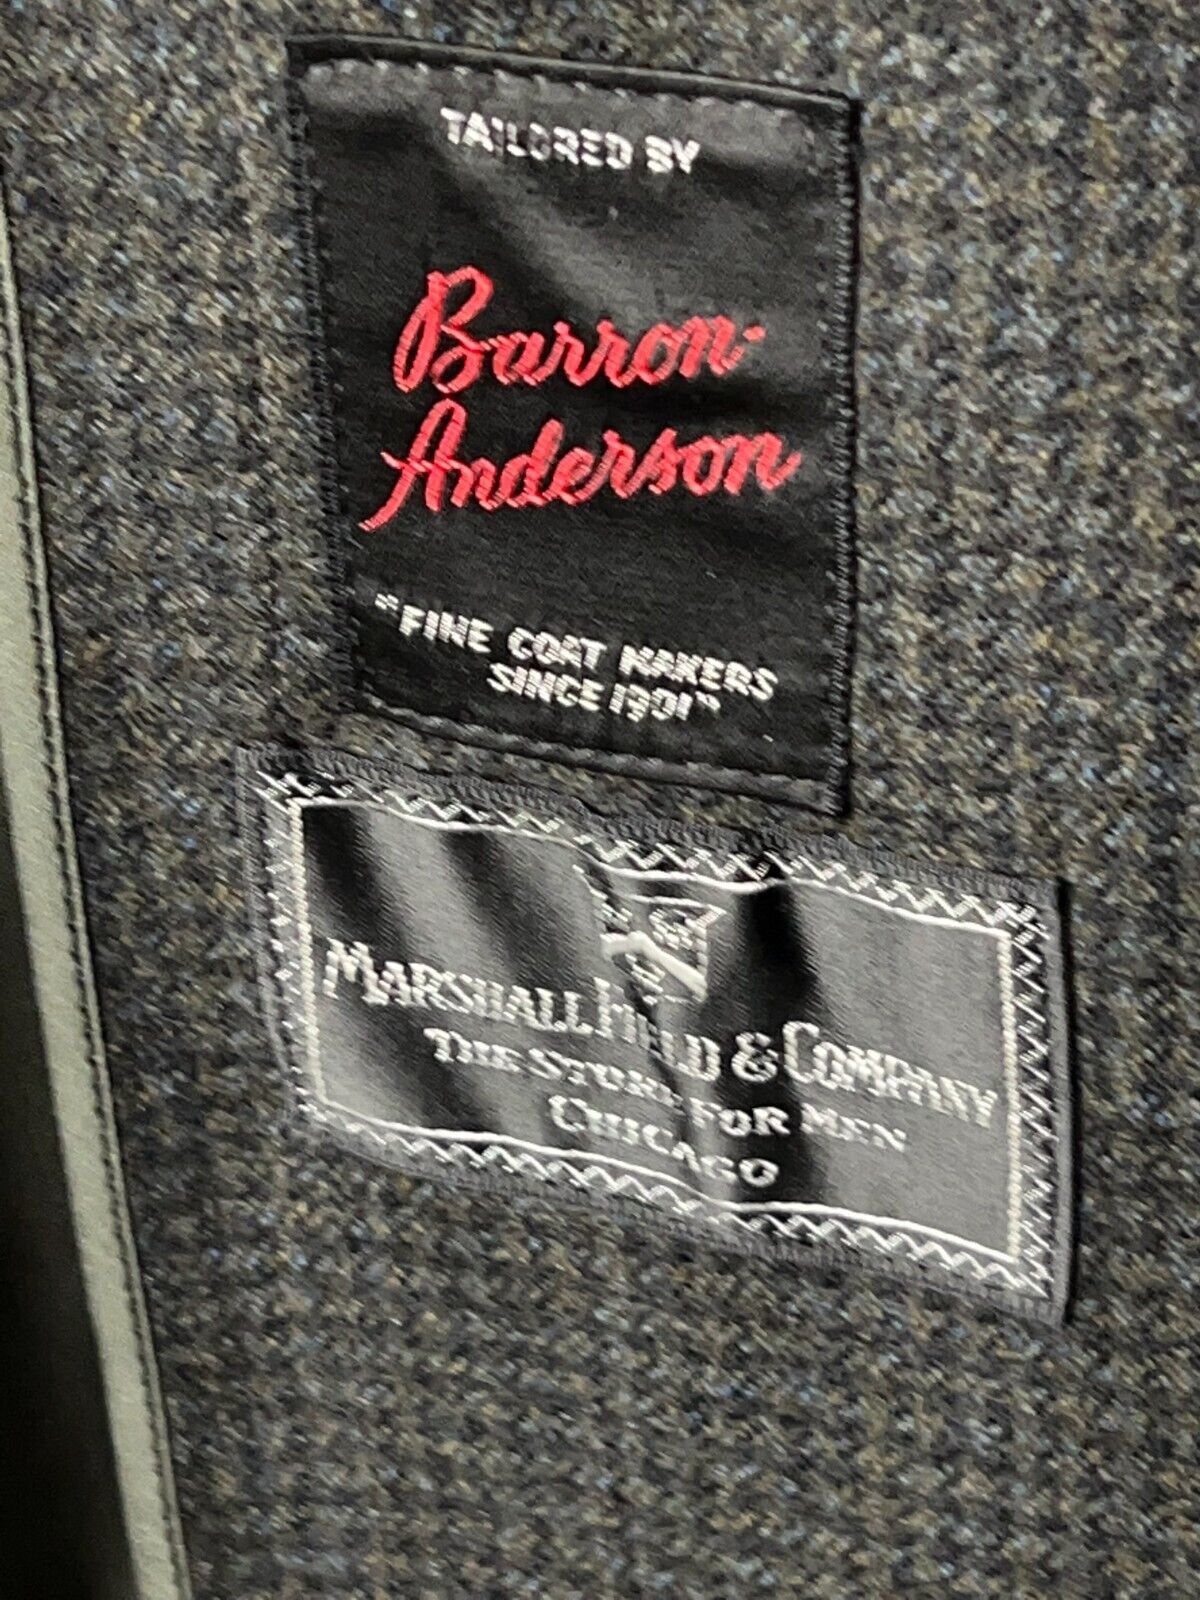 TAILORED BY
Barron-
Anderson
"FINE COAT MAKERS
SINCE 1901"
MARSHALL FIELD & COMPANY
THE STORE FOR MEN
CHICAGO